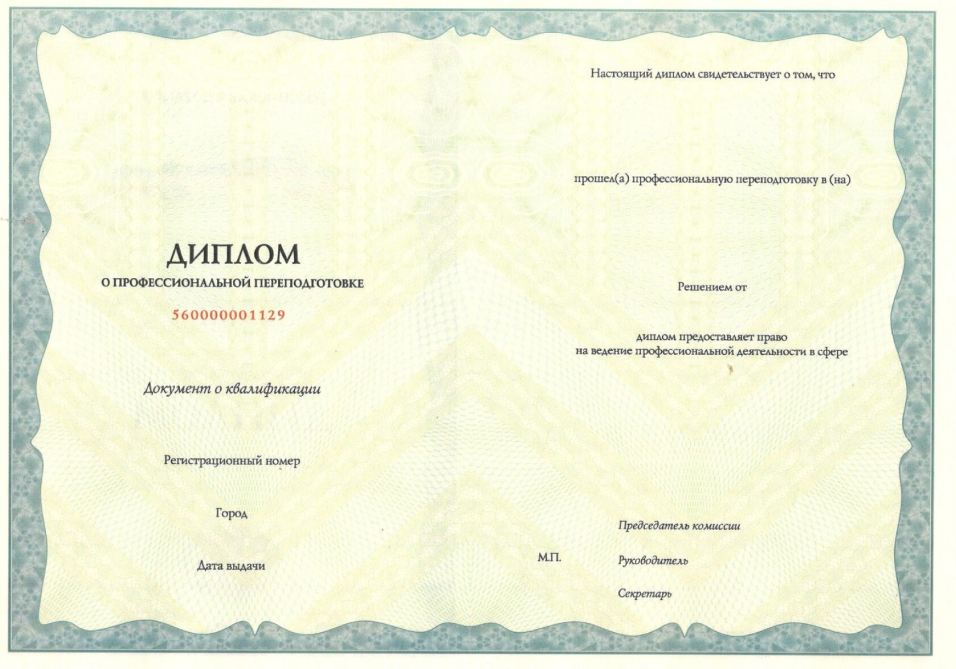 ДИПЛОМ
О ПРОФЕССИОНАЛЬНОЙ ПЕРЕПОДГОТОВКЕ
560000001129
Документ о квалификации
Регистрационный номер
Город
Дата выдачи
Настоящий диплом свидетельствует о том, что
прошел(а) профессиональную переподготовку в (на)
Решением от
диплом предоставляет право
на ведение профессиональной деятельности в сфере
Председатель комиссии
М.П.
Руководитель
Секретарь